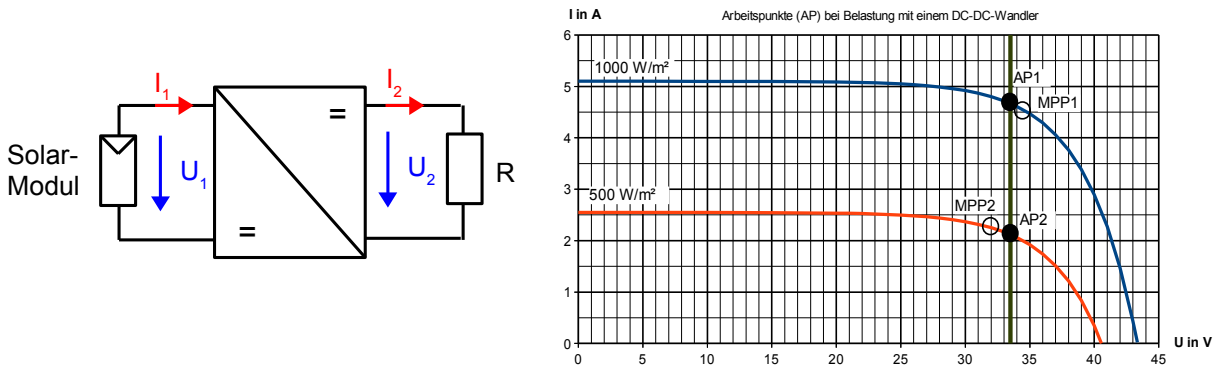 I₁
I₂
=
Solar-
Modul
U₁
U₂
R
=
I in A
Arbeitspunkte (AP) bei Belastung mit einem DC-DC-Wandler
6
1000 W/m²
AP1
5
MPP1
4
3
500 W/m²
MPP2
AP2
2
1
0
U in V
0 5 10 15 20 25 30 35 40 45